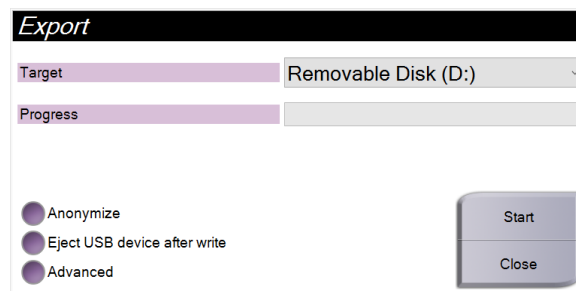 Export
Target
Removable Disk (D:)
Progress
Anonymize
Eject USB device after write
Advanced
Start
Close